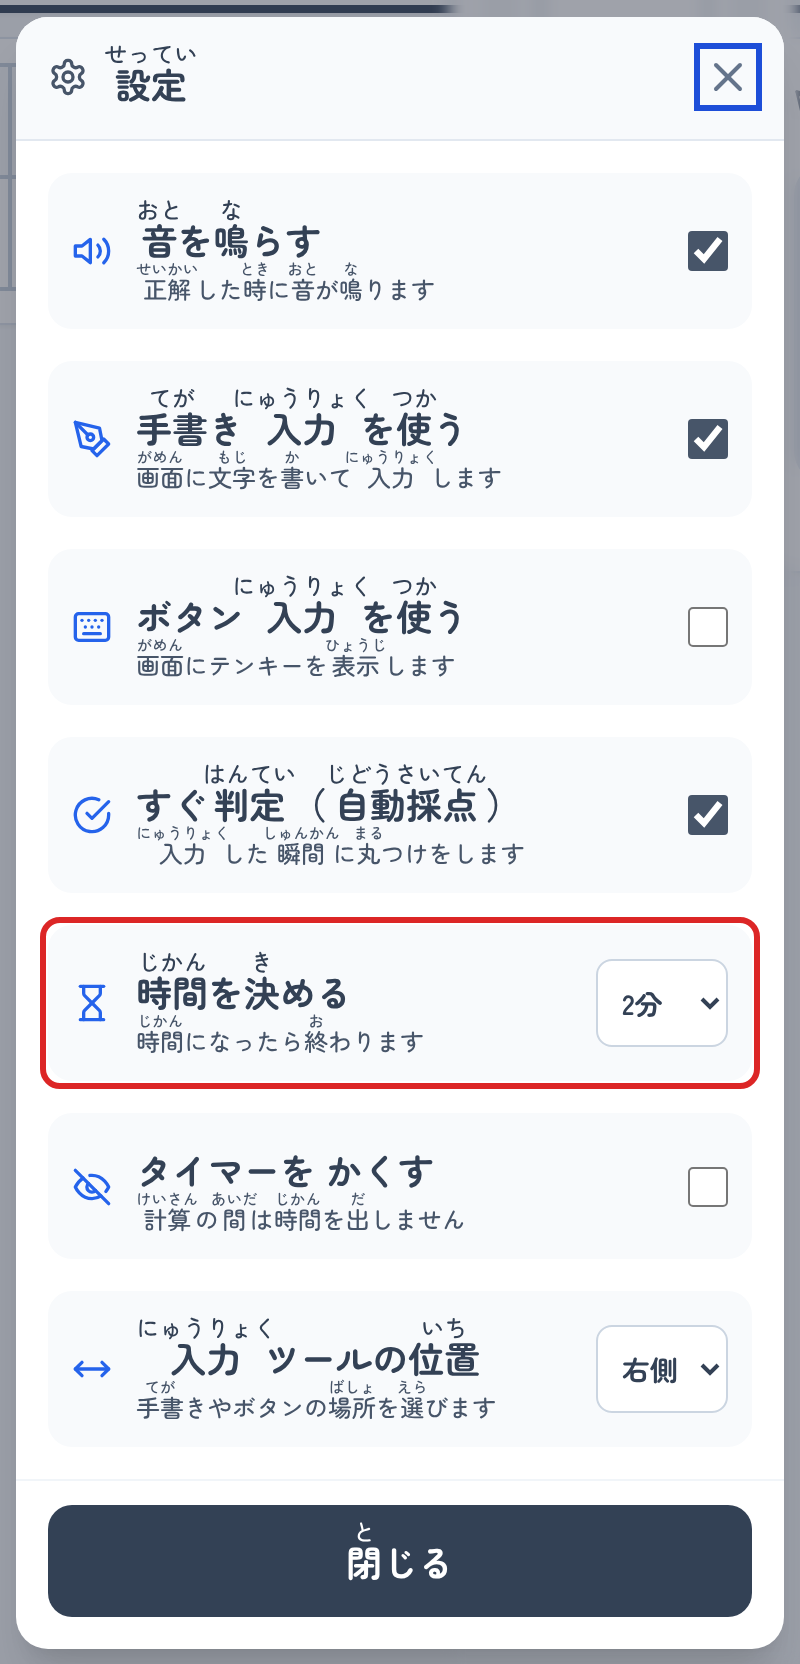 せってい
設定
おと な
音を鳴らす
せいかい とき おと な
正解した時に音が鳴ります
てが にゅうりょく つか
手書き入力を使う
がめん もじ か にゅうりょく
画面に文字を書いて入力します
にゅうりょく つか
ボタン入力を使う
がめん ひょうじ
画面にテンキーを表示します
はんてい じどうさいてん
すぐ判定（自動採点）
にゅうりょく しゅんかん まる
入力した瞬間に丸つけをします
じかん き
時間を決める
じかん お
時間になったら終わります
2分
タイマーを かくす
けいさん あいだ じかん だ
計算の間は時間を出しません
にゅうりょく いち
入力ツールの位置
てが ばしょ えら
手書きやボタンの場所を選びます
右側
と
閉じる